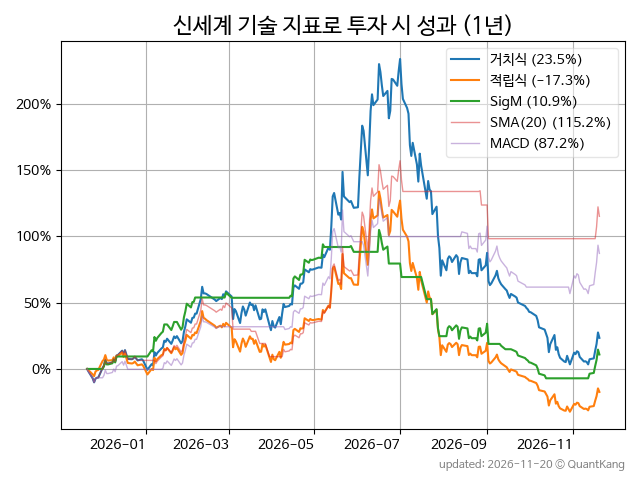 신세계 기술 지표로 투자 시 성과 (1년)
거치식 (23.5%)
적립식 (-17.3%)
SigM (10.9%)
SMA(20) (115.2%)
MACD (87.2%)
200%
150%
100%
50%
0%
2026-01
2026-03
2026-05
2026-07
2026-09
2026-11
updated: 2026-11-20 © QuantKang